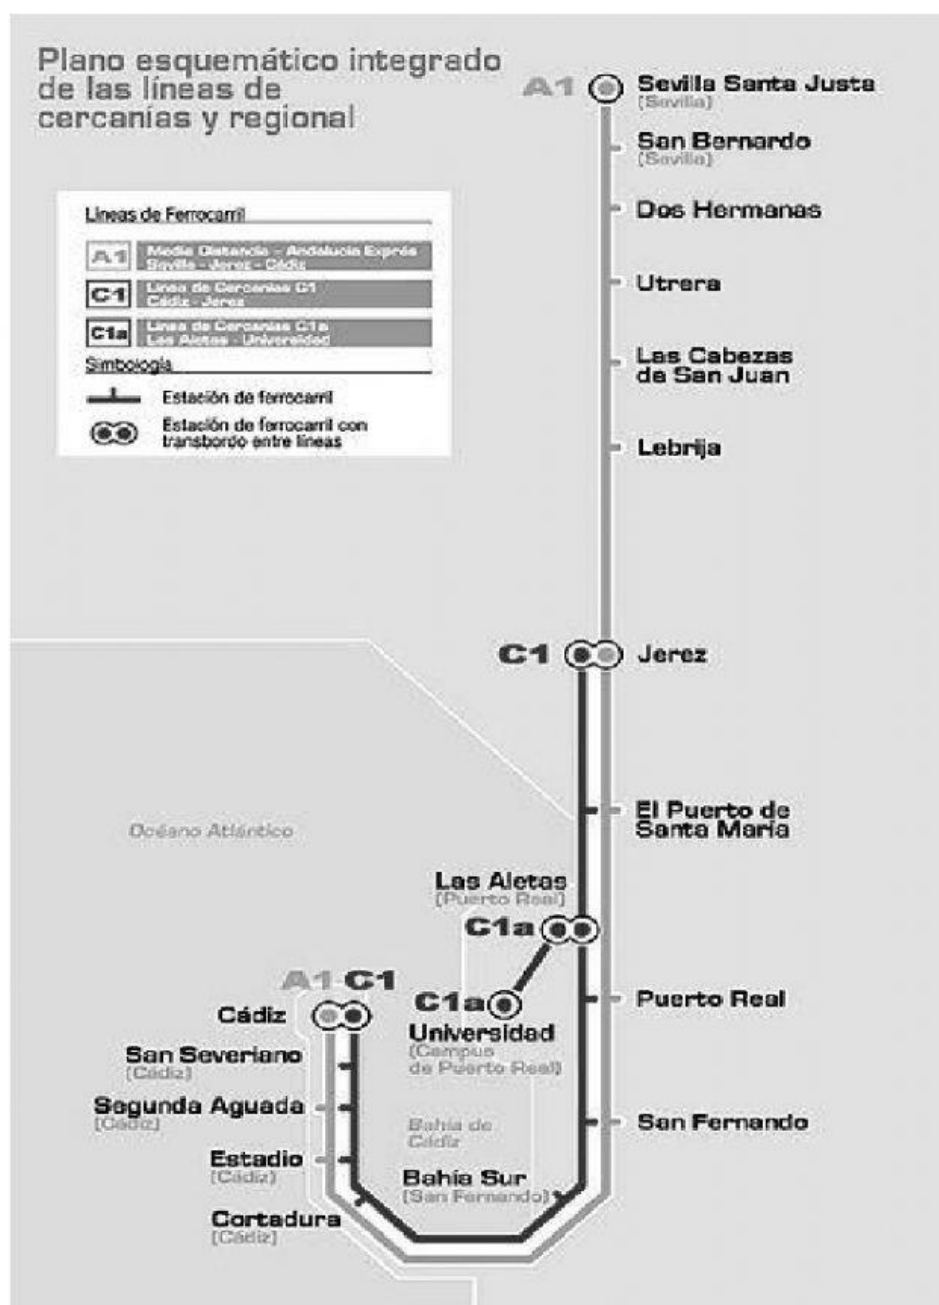 Plano esquemático integrado
de las líneas de
cercanías y regional
Líneas de Ferrocarril
A1
Media Distancia - Andalucía Exprés
Sevilla - Jerez - Cádiz
C1
Línea de Cercanías C1
Cádiz - Jerez
C1a
Línea de Cercanías C1a
Las Aletas - Universidad
Simbología
Estación de ferrocarril
Estación de ferrocarril con
transbordo entre líneas
A1
Sevilla Santa Justa
(Sevilla)
San Bernardo
(Sevilla)
Dos Hermanas
Utrera
Las Cabezas
de San Juan
Lebrija
C1
Jerez
El Puerto de
Santa María
Océano Atlántico
Las Aletas
(Puerto Real)
C1a
C1a
Universidad
(Campus
de Puerto Real)
Puerto Real
A1 C1
Cádiz
San Severiano
(Cádiz)
Segunda Aguada
(Cádiz)
Estadio
(Cádiz)
Cortadura
(Cádiz)
Bahía de
Cádiz
Bahía Sur
(San Fernando)
San Fernando